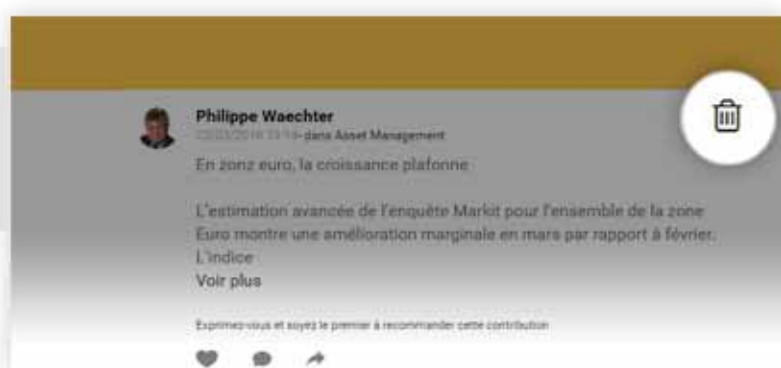 Philippe Waechter
dans Asset Management
En zonz euro, la croissance plafonne
L'estimation avancée de l'enquête Markit pour l'ensemble de la zone
Euro montre une amélioration marginale en mars par rapport à février.
L'indice
Voir plus
Exprimez-vous et soyez le premier à recommander cette contribution